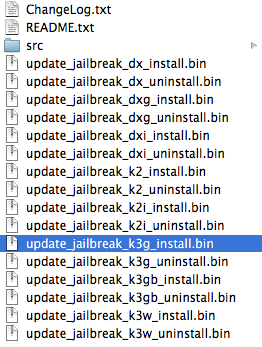 ChangeLog.txt
README.txt
src
update_jailbreak_dx_install.bin
update_jailbreak_dx_uninstall.bin
update_jailbreak_dxg_install.bin
update_jailbreak_dxg_uninstall.bin
update_jailbreak_dxi_install.bin
update_jailbreak_dxi_uninstall.bin
update_jailbreak_k2_install.bin
update_jailbreak_k2_uninstall.bin
update_jailbreak_k2i_install.bin
update_jailbreak_k2i_uninstall.bin
update_jailbreak_k3g_install.bin
update_jailbreak_k3g_uninstall.bin
update_jailbreak_k3gb_install.bin
update_jailbreak_k3gb_uninstall.bin
update_jailbreak_k3w_install.bin
update_jailbreak_k3w_uninstall.bin